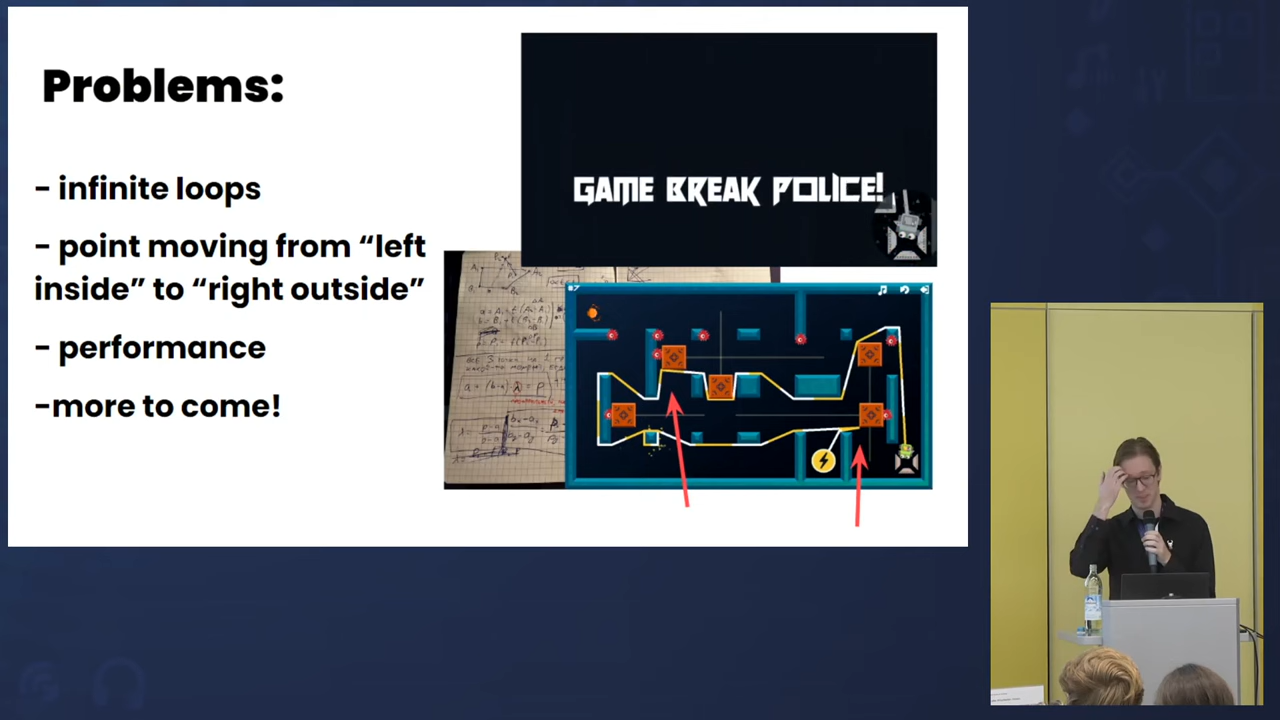 Problems:
- infinite loops
- point moving from “left
inside” to “right outside”
- performance
-more to come!
GAME BREAK POLICE!